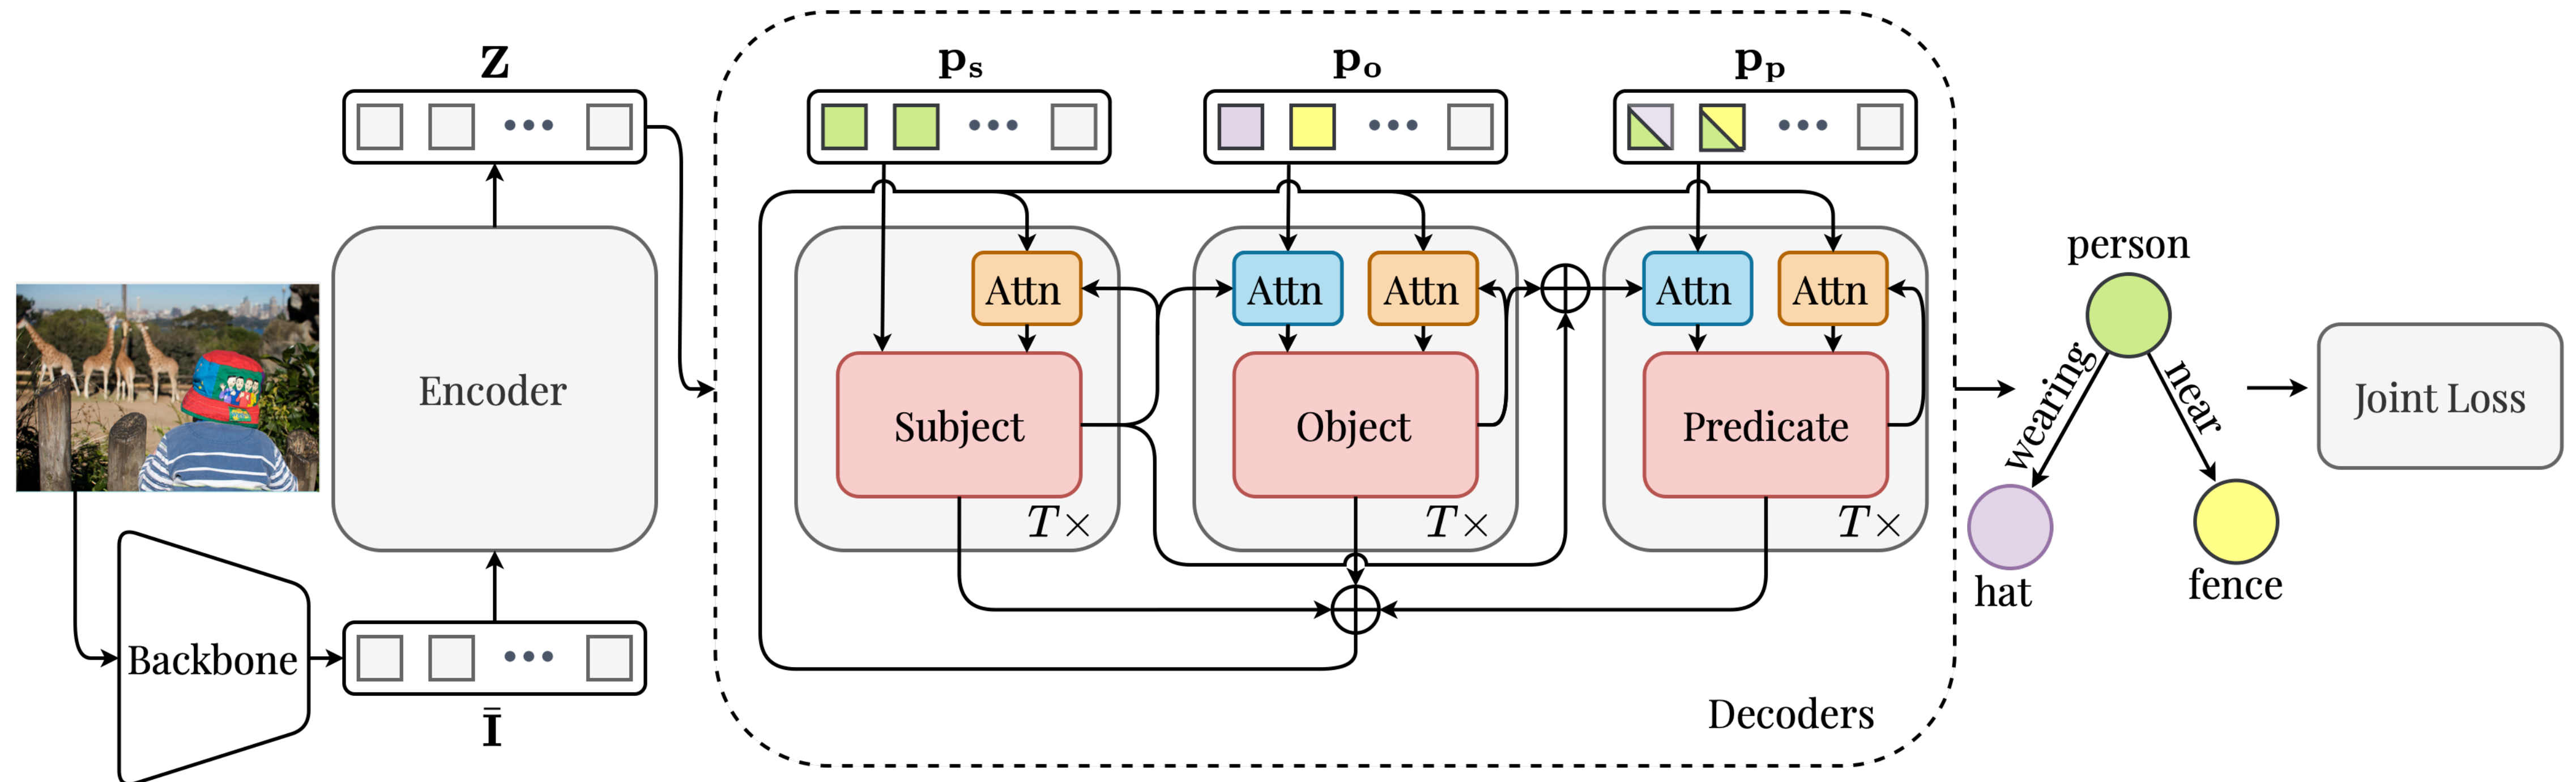 Z
p_s
p_o
p_p
Encoder
Backbone
Ī
Attn
Attn
Attn
Attn
Attn
Subject
Object
Predicate
T×
T×
T×
Decoders
person
wearing
near
hat
fence
Joint Loss